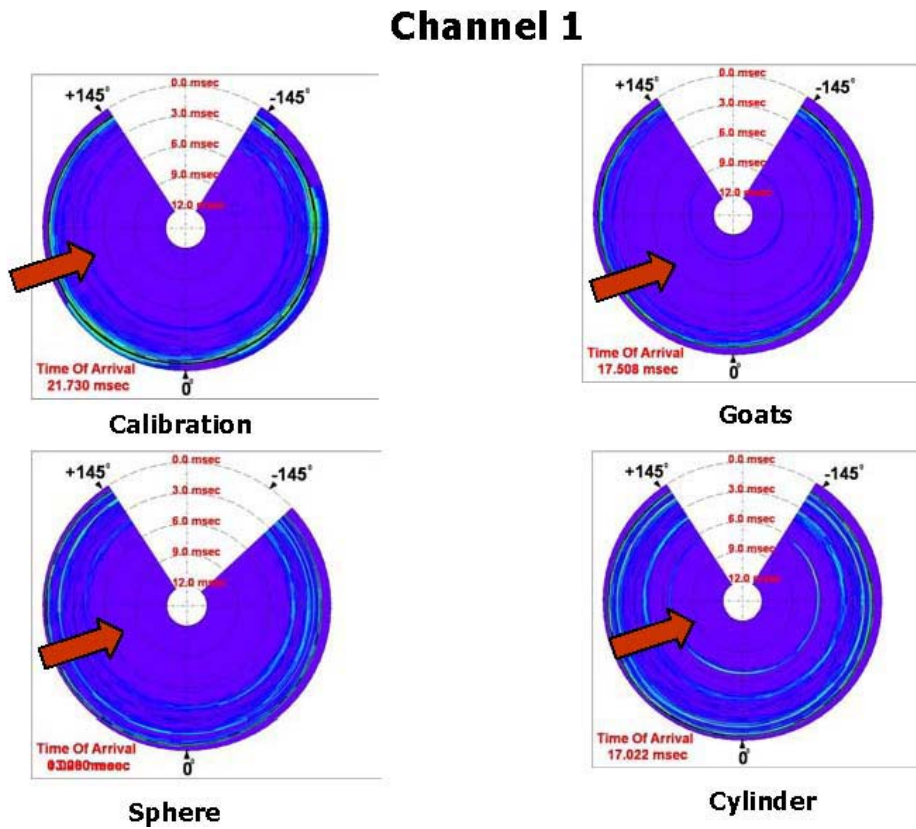 Channel 1
0.0 msec
+145°
-145°
3.0 msec
6.0 msec
9.0 msec
12.0 msec
Time Of Arrival
21.730 msec
0°
Calibration
0.0 msec
+145°
-145°
3.0 msec
6.0 msec
9.0 msec
12.0 msec
Time Of Arrival
17.508 msec
0°
Goats
0.0 msec
+145°
-145°
3.0 msec
6.0 msec
9.0 msec
12.0 msec
Time Of Arrival
msec
0°
Sphere
0.0 msec
+145°
-145°
3.0 msec
6.0 msec
9.0 msec
12.0 msec
Time Of Arrival
17.022 msec
0°
Cylinder